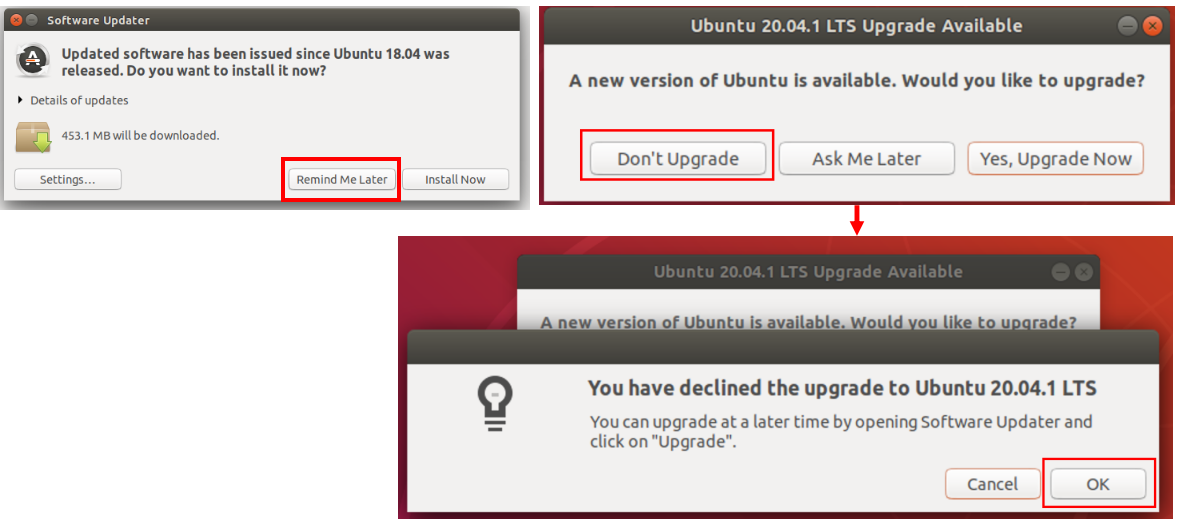 Software Updater
Updated software has been issued since Ubuntu 18.04 was
released. Do you want to install it now?
Details of updates
453.1 MB will be downloaded.
Settings...
Remind Me Later
Install Now
Ubuntu 20.04.1 LTS Upgrade Available
A new version of Ubuntu is available. Would you like to upgrade?
Don't Upgrade
Ask Me Later
Yes, Upgrade Now
Ubuntu 20.04.1 LTS Upgrade Available
A new version of Ubuntu is available. Would you like to upgrade?
You have declined the upgrade to Ubuntu 20.04.1 LTS
You can upgrade at a later time by opening Software Updater and
click on "Upgrade".
Cancel
OK